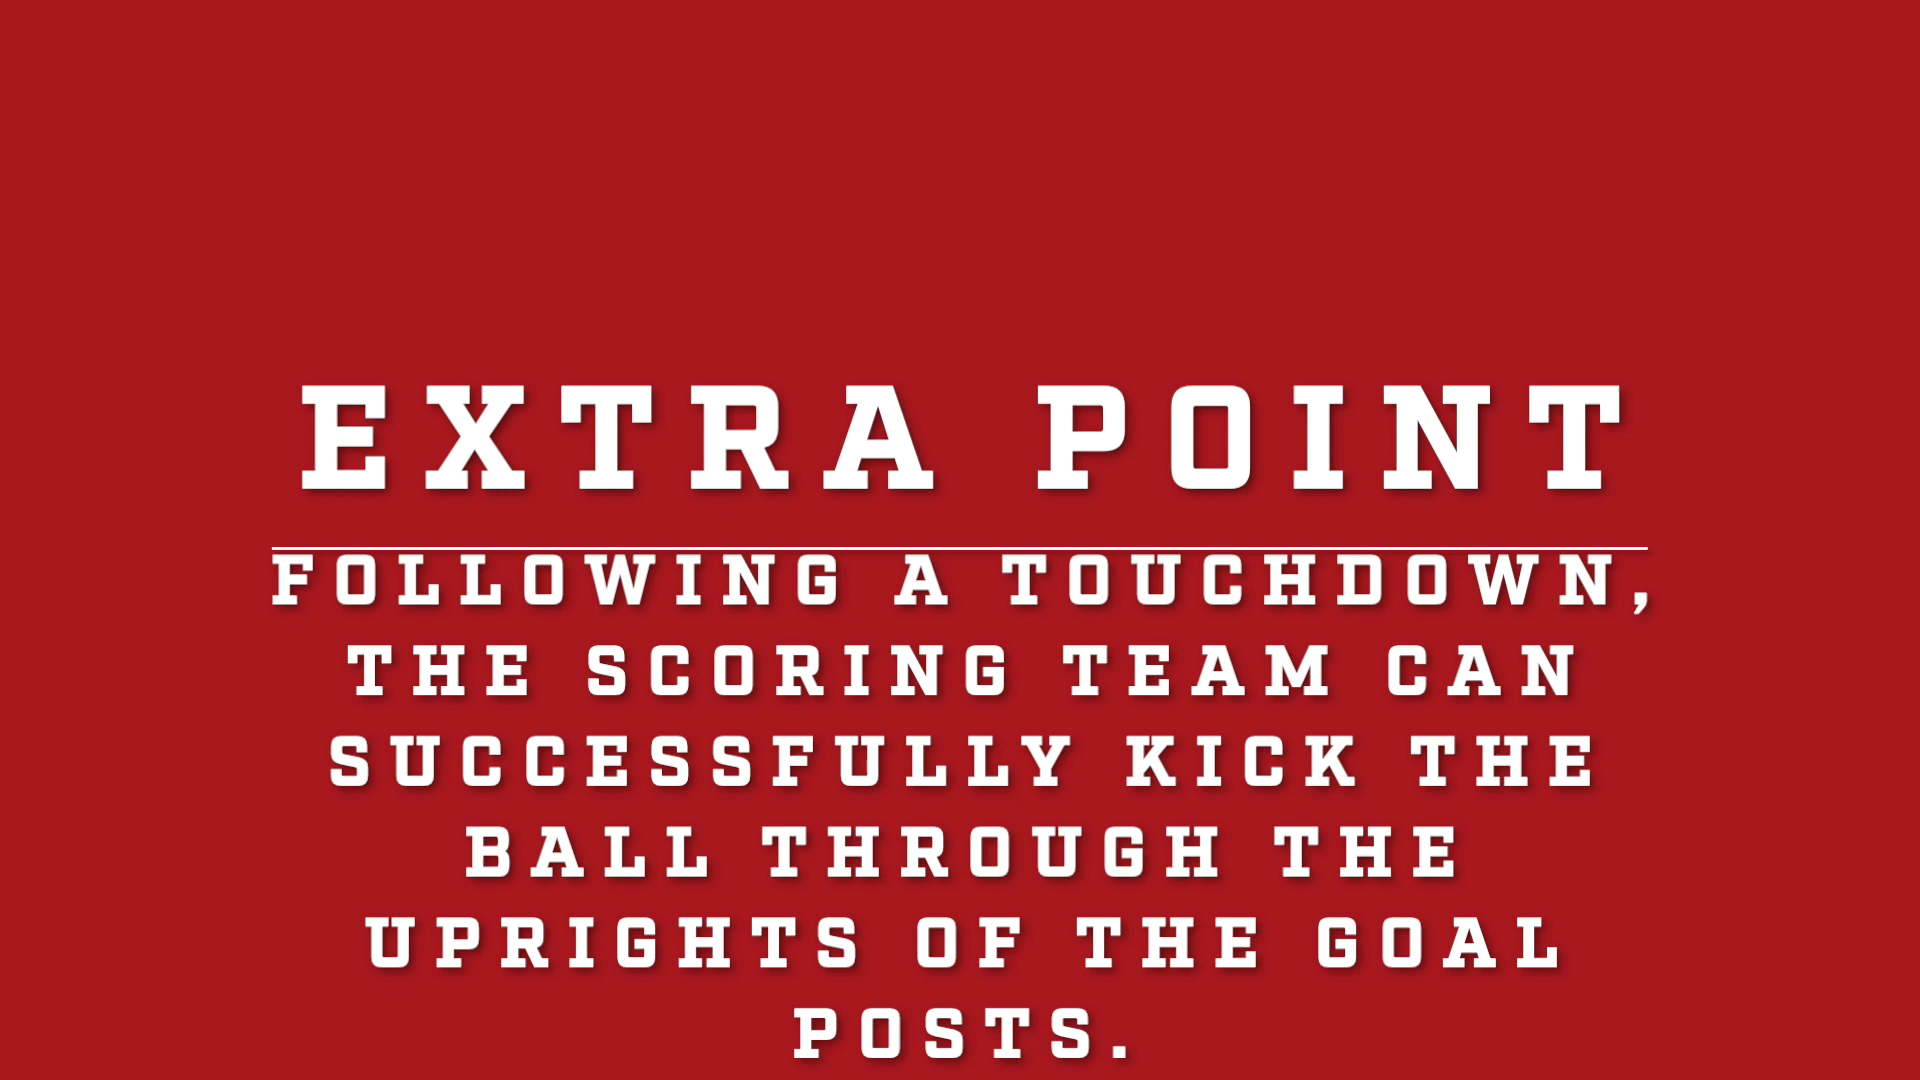 EXTRA POINT
FOLLOWING A TOUCHDOWN,
THE SCORING TEAM CAN
SUCCESSFULLY KICK THE
BALL THROUGH THE
UPRIGHTS OF THE GOAL
POSTS.